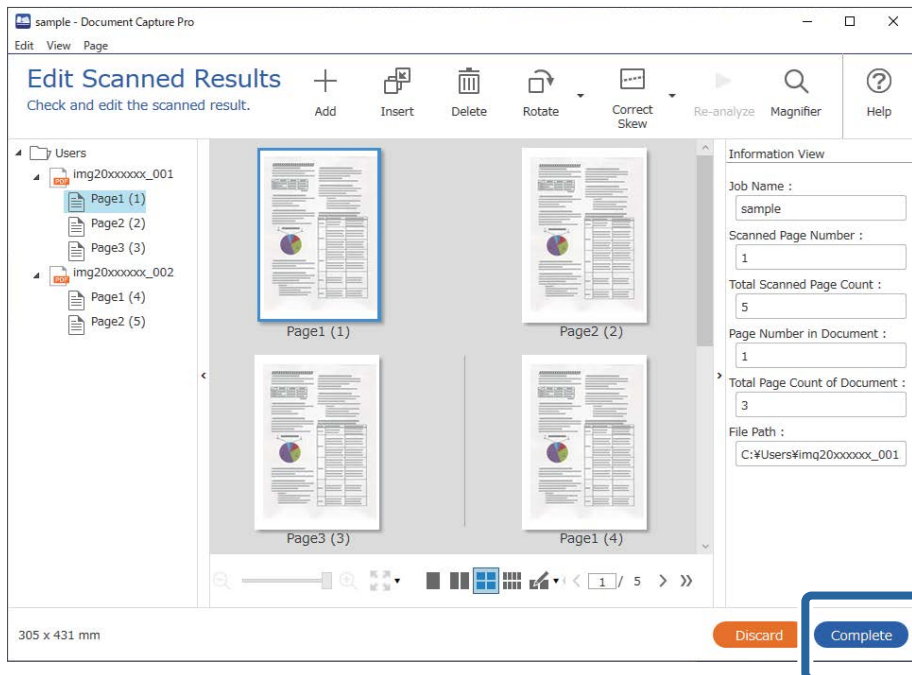 sample - Document Capture Pro
Edit View Page
Edit Scanned Results
Check and edit the scanned result.
Add
Insert
Delete
Rotate
Correct
Skew
Re-analyze
Magnifier
Help
Users
PDF
img20xxxxxx_001
Page1 (1)
Page2 (2)
Page3 (3)
PDF
img20xxxxxx_002
Page1 (4)
Page2 (5)
Page1 (1)
Page2 (2)
Page3 (3)
Page1 (4)
Information View
Job Name :
sample
Scanned Page Number :
1
Total Scanned Page Count :
5
Page Number in Document :
1
Total Page Count of Document :
3
File Path :
C:¥Users¥img20xxxxxx_001
1 / 5
305 x 431 mm
Discard
Complete